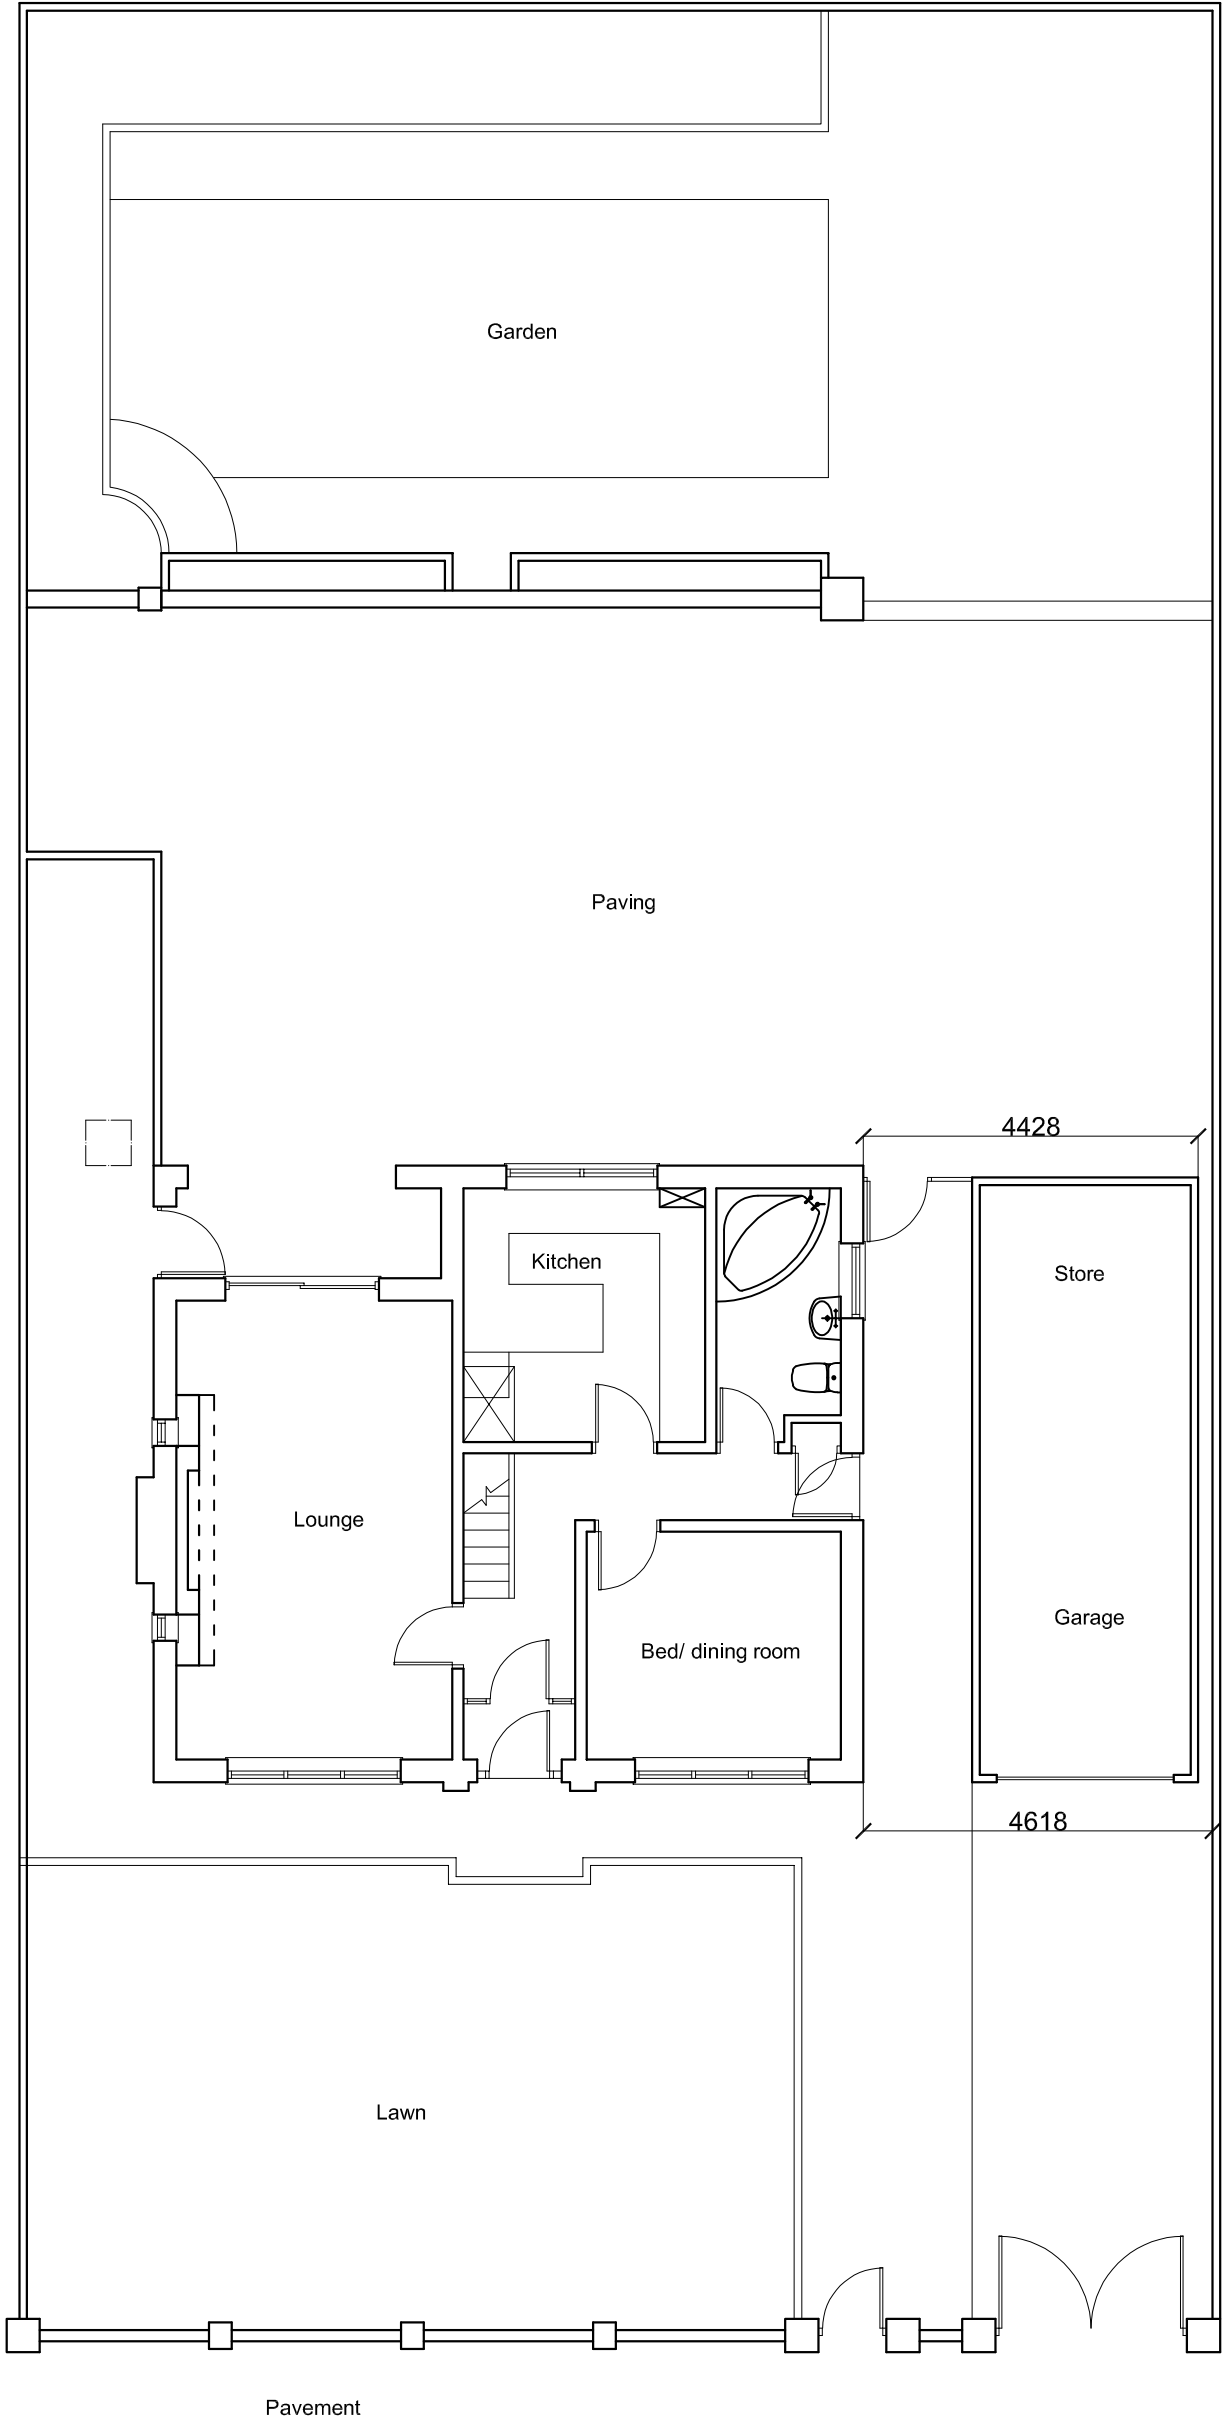 Garden
Paving
4428
Kitchen
Store
Lounge
Garage
Bed/ dining room
4618
Lawn
Pavement